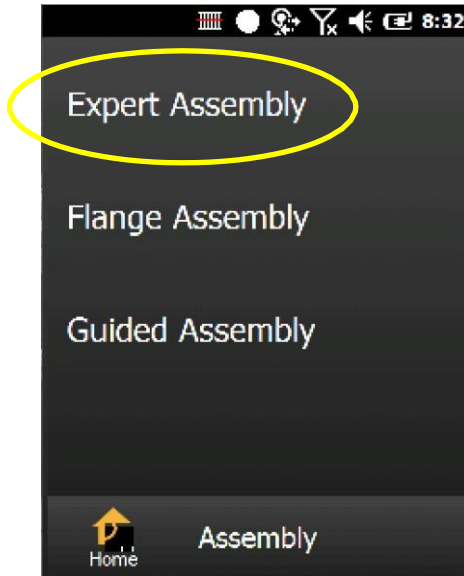 8:32
Expert Assembly
Flange Assembly
Guided Assembly
Home
Assembly